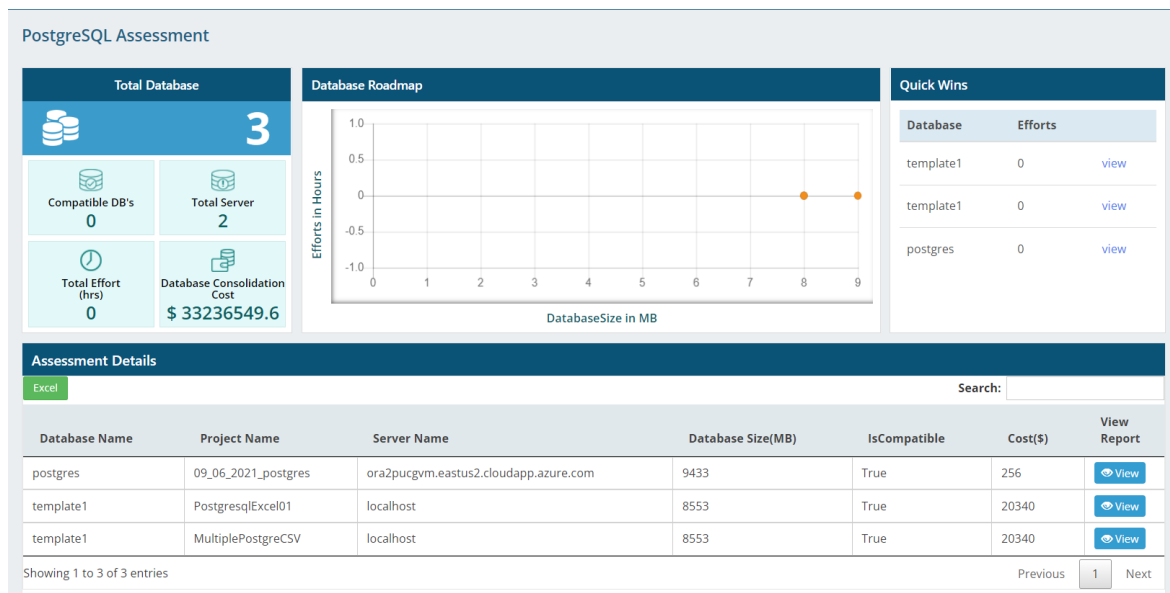 PostgreSQL Assessment
Total Database
3
Compatible DB's
0
Total Server
2
Total Effort
(hrs)
0
Database Consolidation
Cost
$ 33236549.6
Database Roadmap
Efforts in Hours
1.0
0.5
0
-0.5
-1.0
0 1 2 3 4 5 6 7 8 9
DatabaseSize in MB
Quick Wins
Database Efforts
template1 0 view
template1 0 view
postgres 0 view
Assessment Details
Excel
Search:
Database Name Project Name Server Name Database Size(MB) IsCompatible Cost($) View
Report
postgres 09_06_2021_postgres ora2pucgvm.eastus2.cloudapp.azure.com 9433 True 256 View
template1 PostgresqlExcel01 localhost 8553 True 20340 View
template1 MultiplePostgreCSV localhost 8553 True 20340 View
Showing 1 to 3 of 3 entries
Previous 1 Next